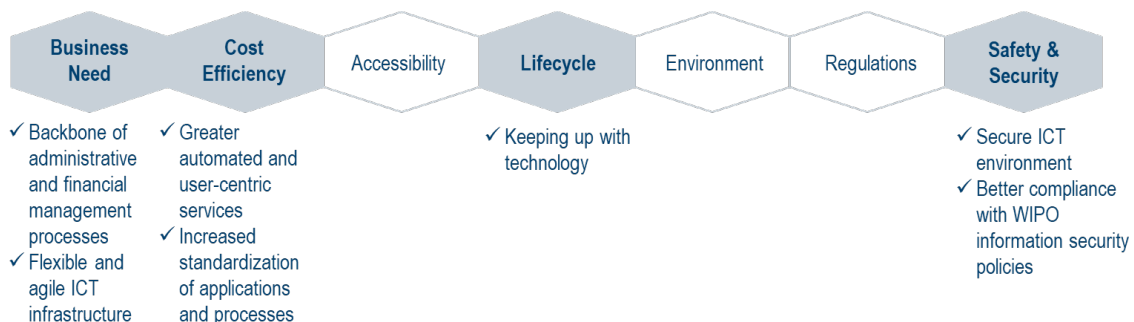 Business
Need
Cost
Efficiency
Accessibility
Lifecycle
Environment
Regulations
Safety &
Security
✓ Backbone of
administrative
and financial
management
processes
✓ Flexible and
agile ICT
infrastructure
✓ Greater
automated and
user-centric
services
✓ Increased
standardization
of applications
and processes
✓ Keeping up with
technology
✓ Secure ICT
environment
✓ Better compliance
with WIPO
information security
policies